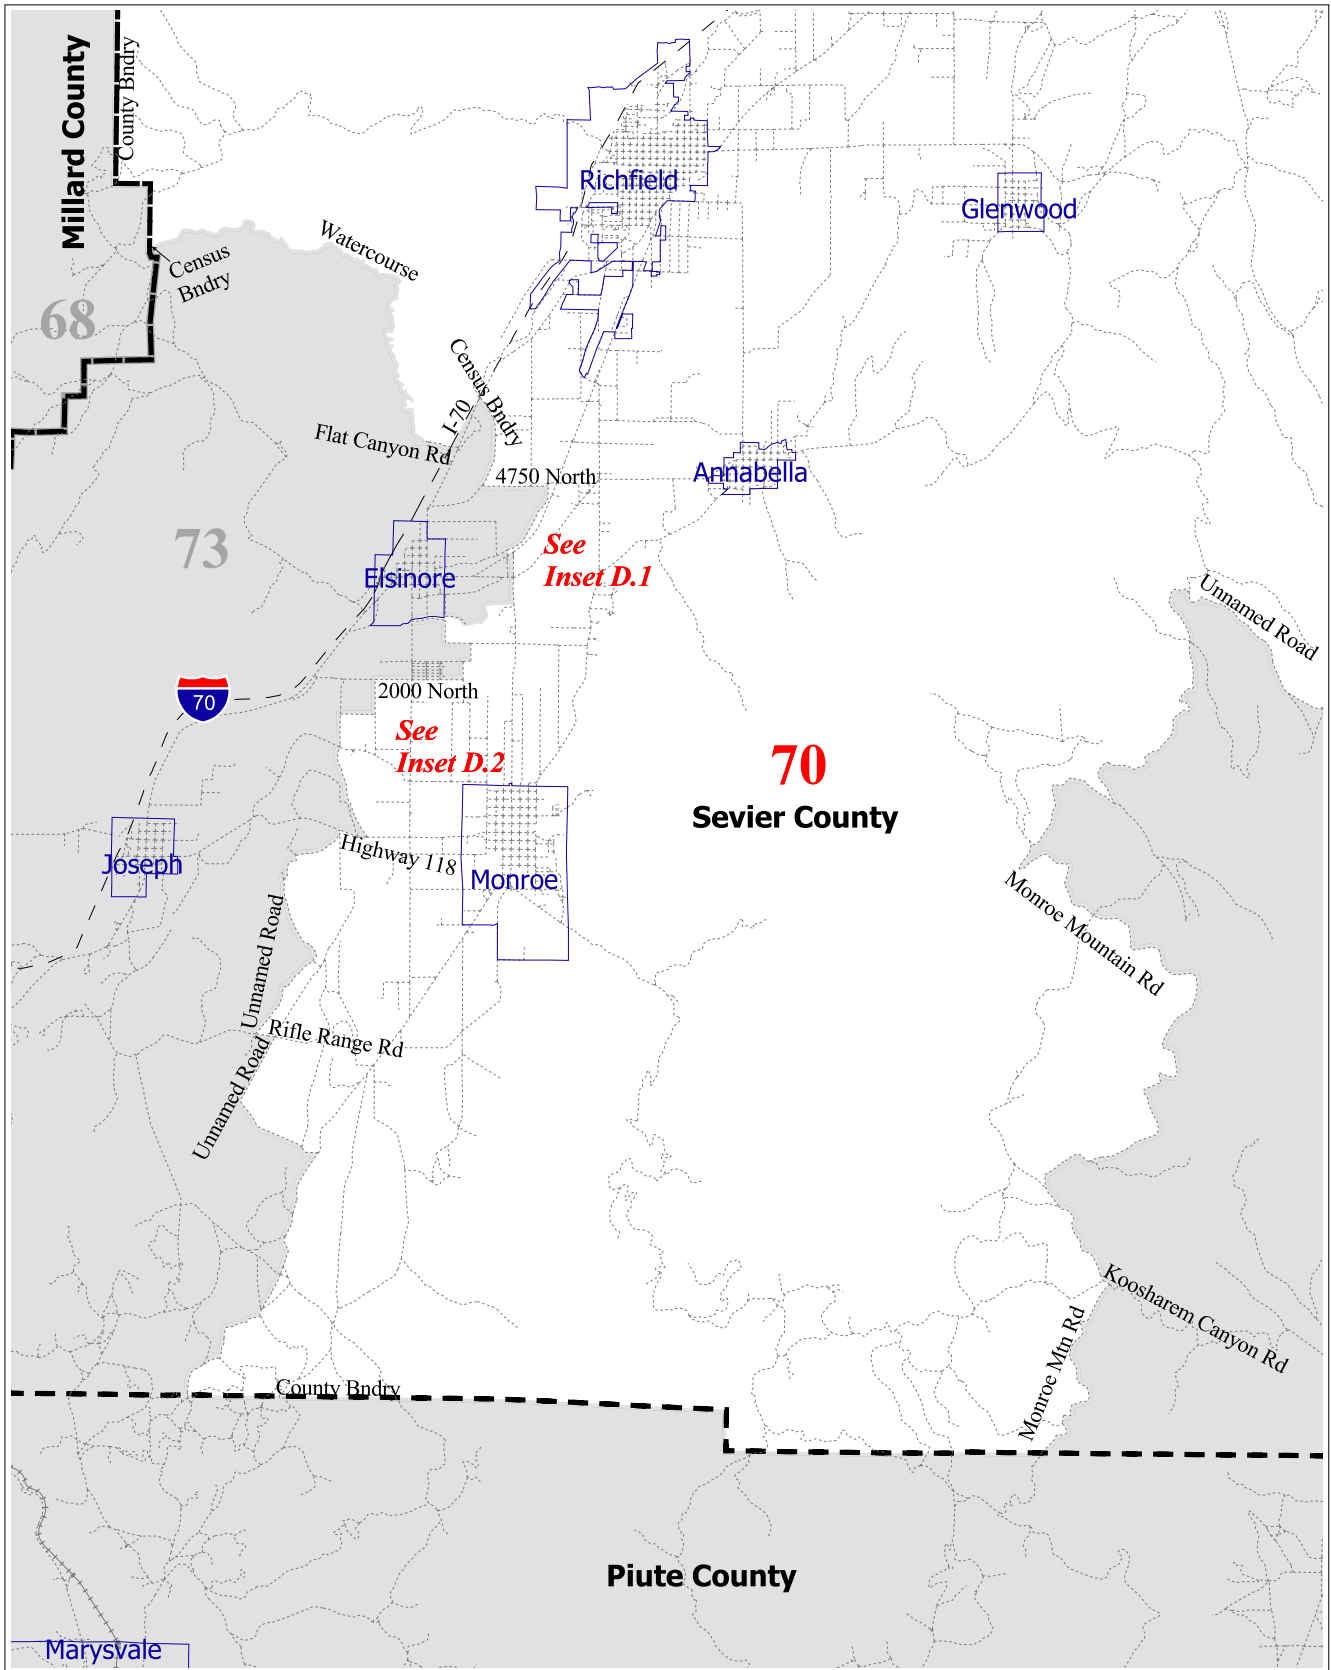 Millard County
County Bndry
Richfield
Glenwood
Watercourse
Census
Bndry
68
Census Bndry
I-70
Flat Canyon Rd
4750 North
Annabella
73
See
Inset D.1
Elsinore
Unnamed Road
70
2000 North
See
Inset D.2
70
Sevier County
Highway 118
Joseph
Monroe
Monroe Mountain Rd
Unnamed Road
Rifle Range Rd
Unnamed Road
Koosharem Canyon Rd
Monroe Mtn Rd
County Bndry
Piute County
Marysvale